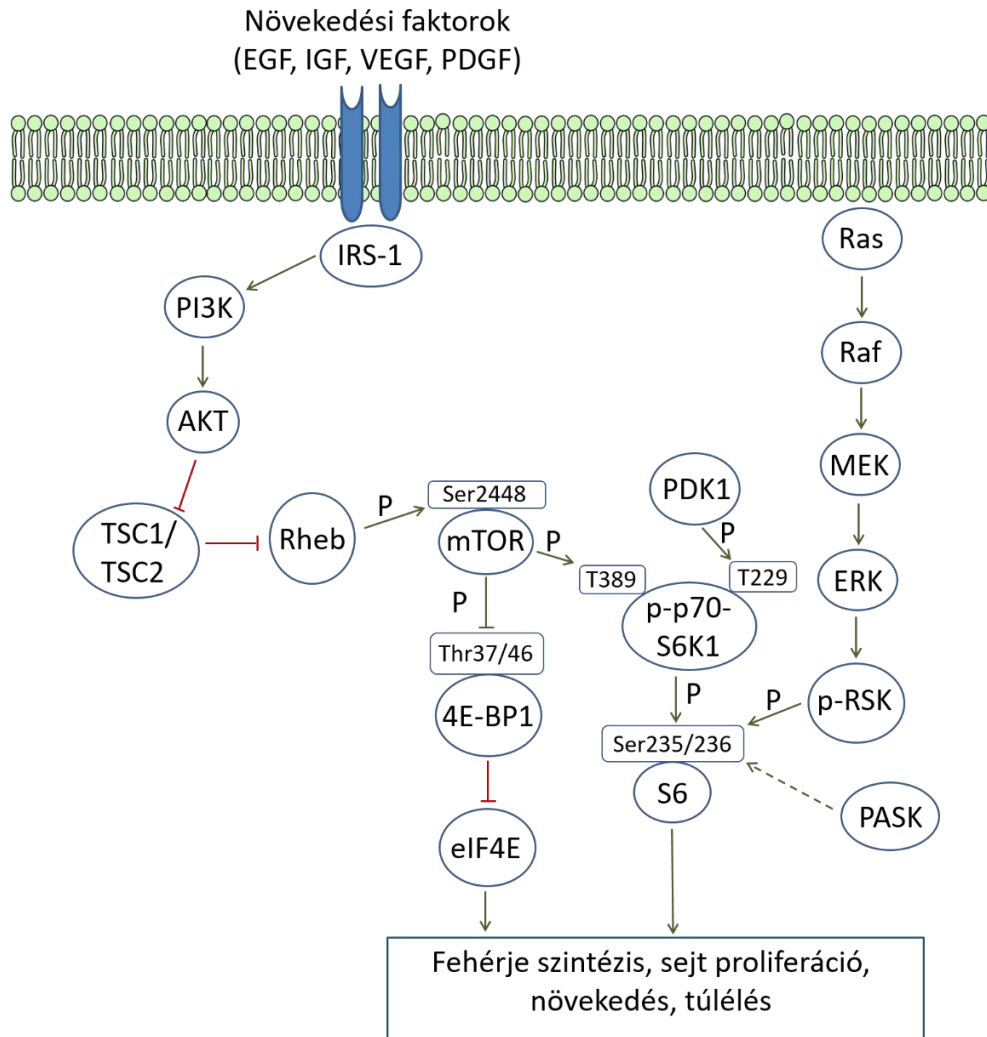 Növekedési faktorok
(EGF, IGF, VEGF, PDGF)
IRS-1
PI3K
AKT
TSC1/
TSC2
Rheb
P
Ser2448
mTOR
P
P
Thr37/46
4E-BP1
eIF4E
PDK1
P
T389
T229
p-p70-
S6K1
P
Ser235/236
S6
Ras
Raf
MEK
ERK
p-RSK
P
PASK
Fehérje szintézis, sejt proliferáció,
növekedés, túlélés